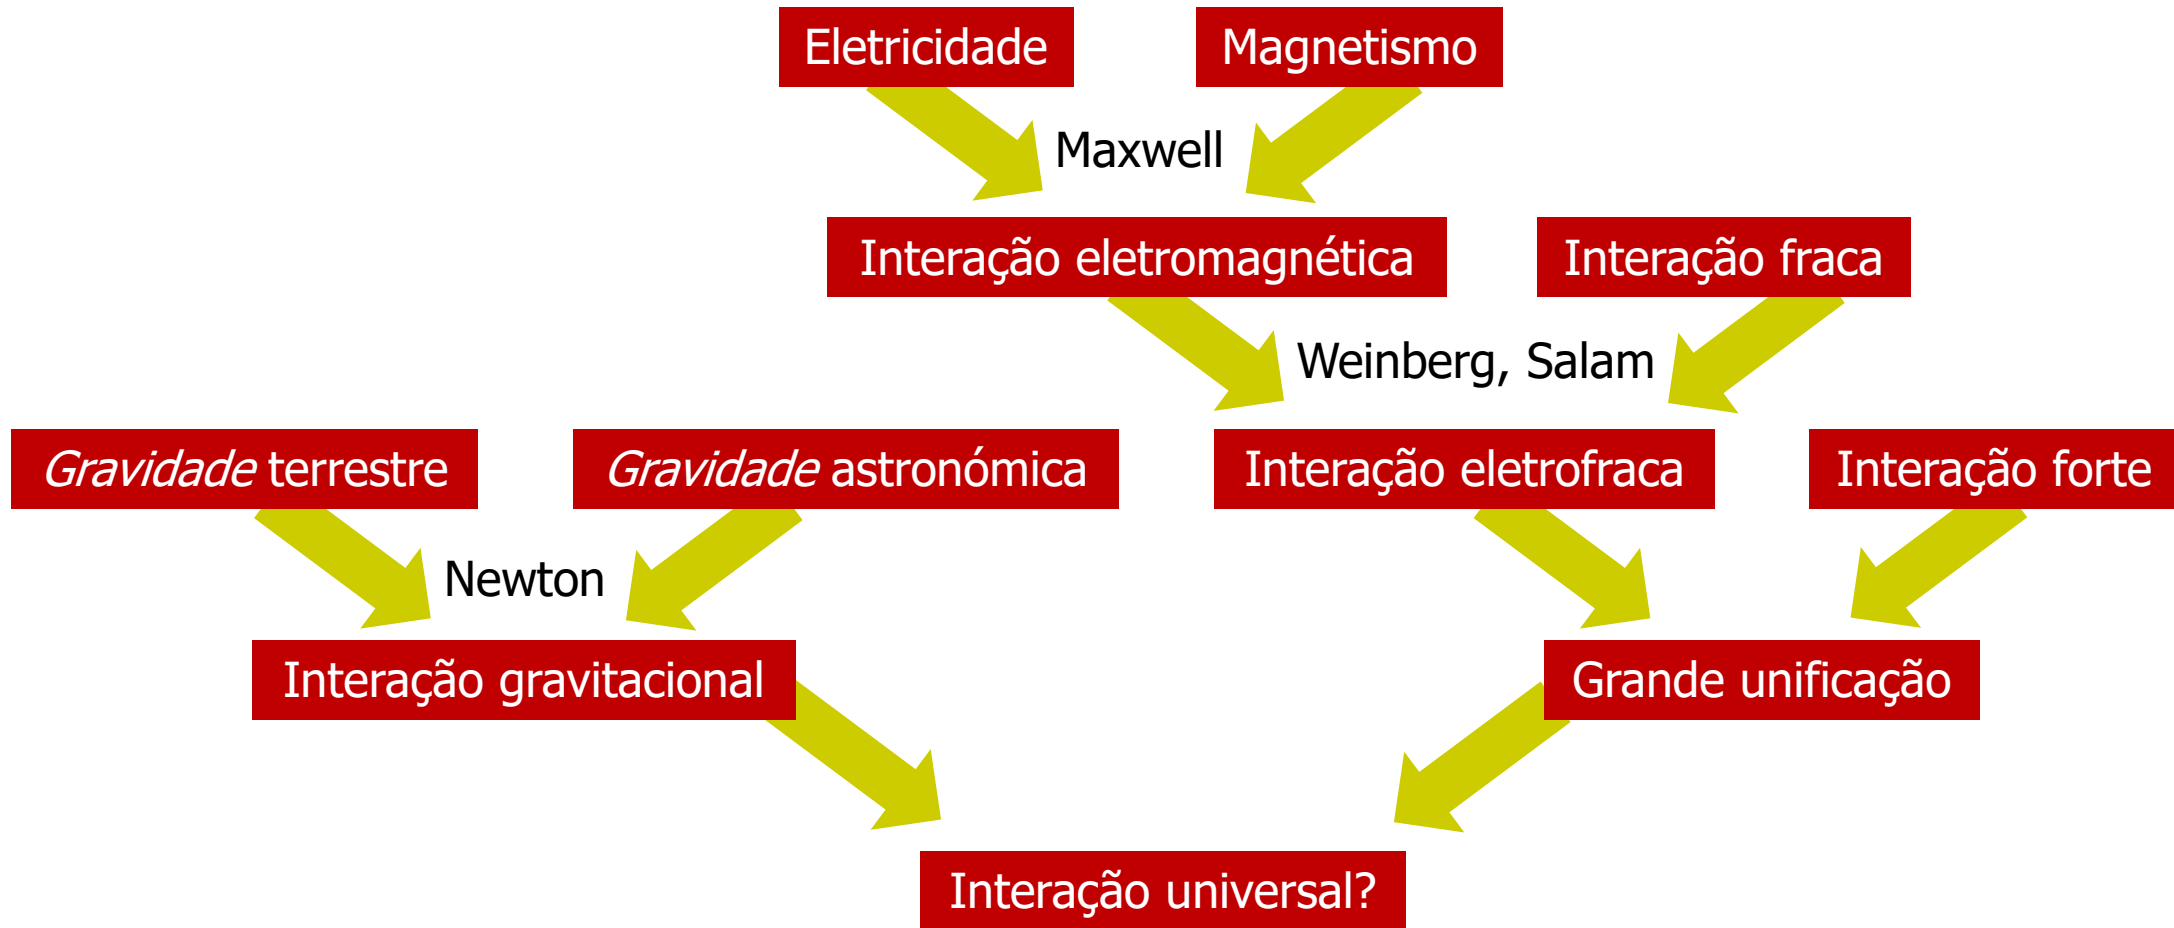 Eletricidade
Magnetismo
Maxwell
Interação eletromagnética
Interação fraca
Weinberg, Salam
Gravidade terrestre
Gravidade astronómica
Interação eletrofraca
Interação forte
Newton
Interação gravitacional
Grande unificação
Interação universal?